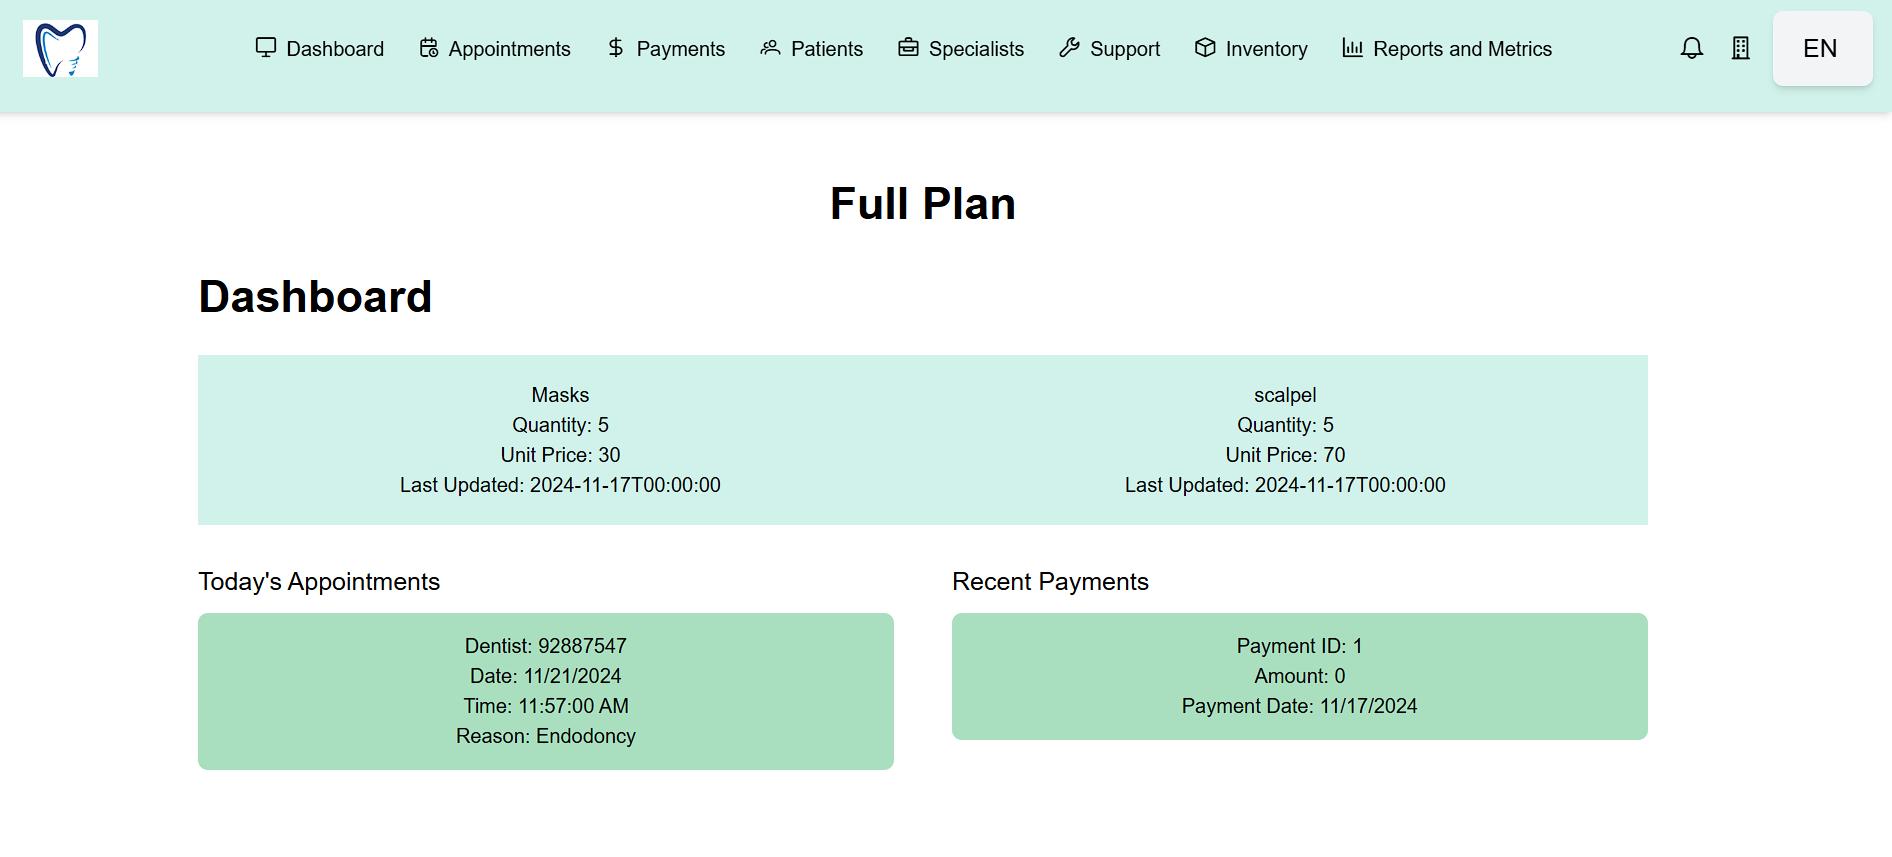 Dashboard Appointments Payments Patients Specialists Support Inventory Reports and Metrics EN
Full Plan
Dashboard
Masks
Quantity: 5
Unit Price: 30
Last Updated: 2024-11-17T00:00:00
scalpel
Quantity: 5
Unit Price: 70
Last Updated: 2024-11-17T00:00:00
Today's Appointments
Dentist: 92887547
Date: 11/21/2024
Time: 11:57:00 AM
Reason: Endodoncy
Recent Payments
Payment ID: 1
Amount: 0
Payment Date: 11/17/2024